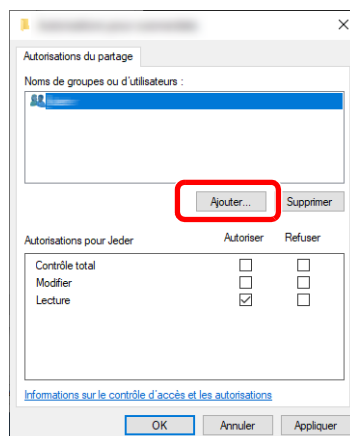 Autorisations du partage
Noms de groupes ou d'utilisateurs :
Ajouter... Supprimer
Autorisations pour Jeder Autoriser Refuser
Contrôle total
Modifier
Lecture
Informations sur le contrôle d'accès et les autorisations
OK Annuler Appliquer